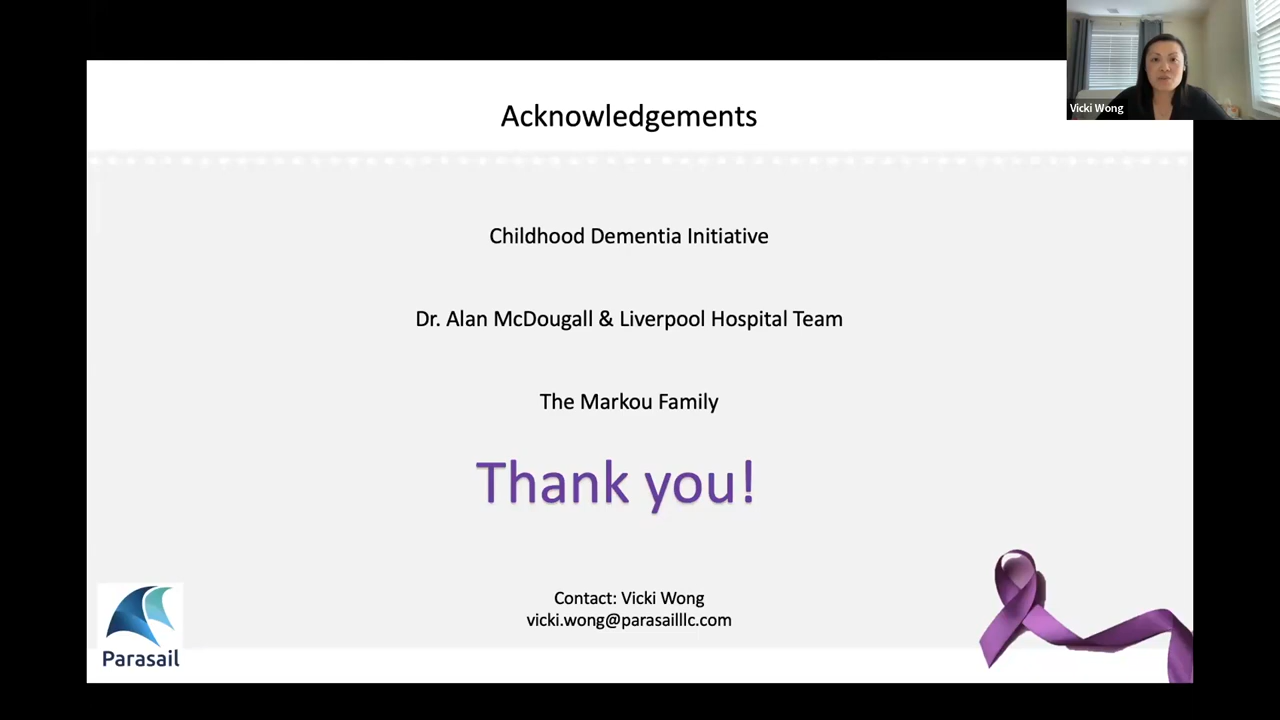 Acknowledgements
Vicki Wong
Childhood Dementia Initiative
Dr. Alan McDougall & Liverpool Hospital Team
The Markou Family
Thank you!
Contact: Vicki Wong
vicki.wong@parasailllc.com
Parasail